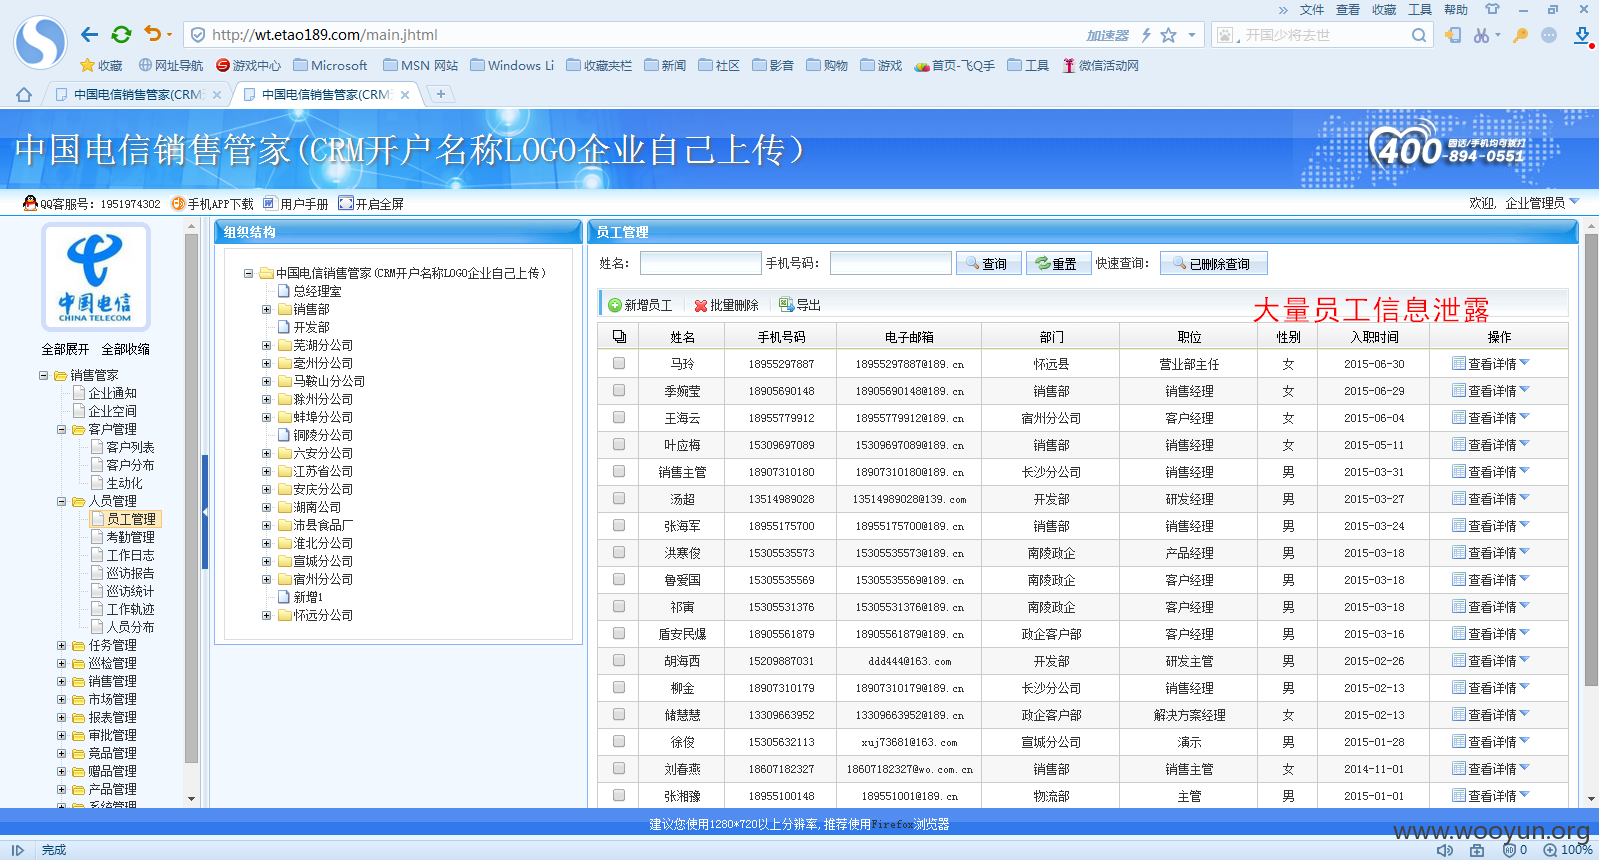 » 文件 查看 收藏 工具 帮助
http://wt.etao189.com/main.jhtml 加速器 开国少将去世
收藏 网址导航 游戏中心 Microsoft MSN 网站 Windows Li 收藏夹栏 新闻 社区 影音 购物 游戏 首页-飞Q手 工具 微信活动网
中国电信销售管家(CRM 中国电信销售管家(CRM
中国电信销售管家(CRM开户名称LOGO企业自己上传)
400 固话/手机均可拨打
-894-0551
QQ客服号: 1951974302 手机APP下载 用户手册 开启全屏 欢迎, 企业管理员
中国电信
CHINA TELECOM
全部展开 全部收缩
销售管家
企业通知
企业空间
客户管理
客户列表
客户分布
生动化
人员管理
员工管理
考勤管理
工作日志
巡访报告
巡访统计
工作轨迹
人员分布
任务管理
巡检管理
销售管理
市场管理
报表管理
审批管理
竞品管理
赠品管理
产品管理
系统管理
组织结构
中国电信销售管家(CRM开户名称LOGO企业自己上传)
总经理室
销售部
开发部
芜湖分公司
亳州分公司
马鞍山分公司
滁州分公司
蚌埠分公司
铜陵分公司
六安分公司
江苏省公司
安庆分公司
湖南公司
沛县食品厂
淮北分公司
宣城分公司
宿州分公司
新增1
怀远分公司
员工管理
姓名: 手机号码: 查询 重置 快速查询: 已删除查询
新增员工 批量删除 导出
大量员工信息泄露
姓名 手机号码 电子邮箱 部门 职位 性别 入职时间 操作
马玲 18955297887 18955297887@189.cn 怀远县 营业部主任 女 2015-06-30 查看详情
季婉莹 18905690148 18905690148@189.cn 销售部 销售经理 女 2015-06-29 查看详情
王海云 18955779912 18955779912@189.cn 宿州分公司 客户经理 女 2015-06-04 查看详情
叶应梅 15309697089 15309697089@189.cn 销售部 销售经理 女 2015-05-11 查看详情
销售主管 18907310180 18907310180@189.cn 长沙分公司 销售经理 男 2015-03-31 查看详情
汤超 13514989028 13514989028@139.com 开发部 研发经理 男 2015-03-27 查看详情
张海军 18955175700 18955175700@189.cn 销售部 销售经理 男 2015-03-24 查看详情
洪寒俊 15305535573 15305535573@189.cn 南陵政企 产品经理 男 2015-03-18 查看详情
鲁爱国 15305535569 15305535569@189.cn 南陵政企 客户经理 男 2015-03-18 查看详情
祁寅 15305531376 15305531376@189.cn 南陵政企 客户经理 男 2015-03-18 查看详情
盾安民爆 18905561879 18905561879@189.cn 政企客户部 客户经理 男 2015-03-16 查看详情
胡海西 15209887031 ddd444@163.com 开发部 研发主管 男 2015-02-26 查看详情
柳金 18907310179 18907310179@189.cn 长沙分公司 销售经理 男 2015-02-13 查看详情
储慧慧 13309663952 13309663952@189.cn 政企客户部 解决方案经理 女 2015-02-13 查看详情
徐俊 15305632113 xuj73681@163.com 宣城分公司 演示 男 2015-01-28 查看详情
刘春燕 18607182327 18607182327@wo.com.cn 销售部 销售主管 女 2014-11-01 查看详情
张湘豫 18955100148 189551001@189.cn 物流部 主管 男 2015-01-01 查看详情
建议您使用1280*720以上分辨率,推荐使用Firefox浏览器
www.wooyun.org
完成 0 100%